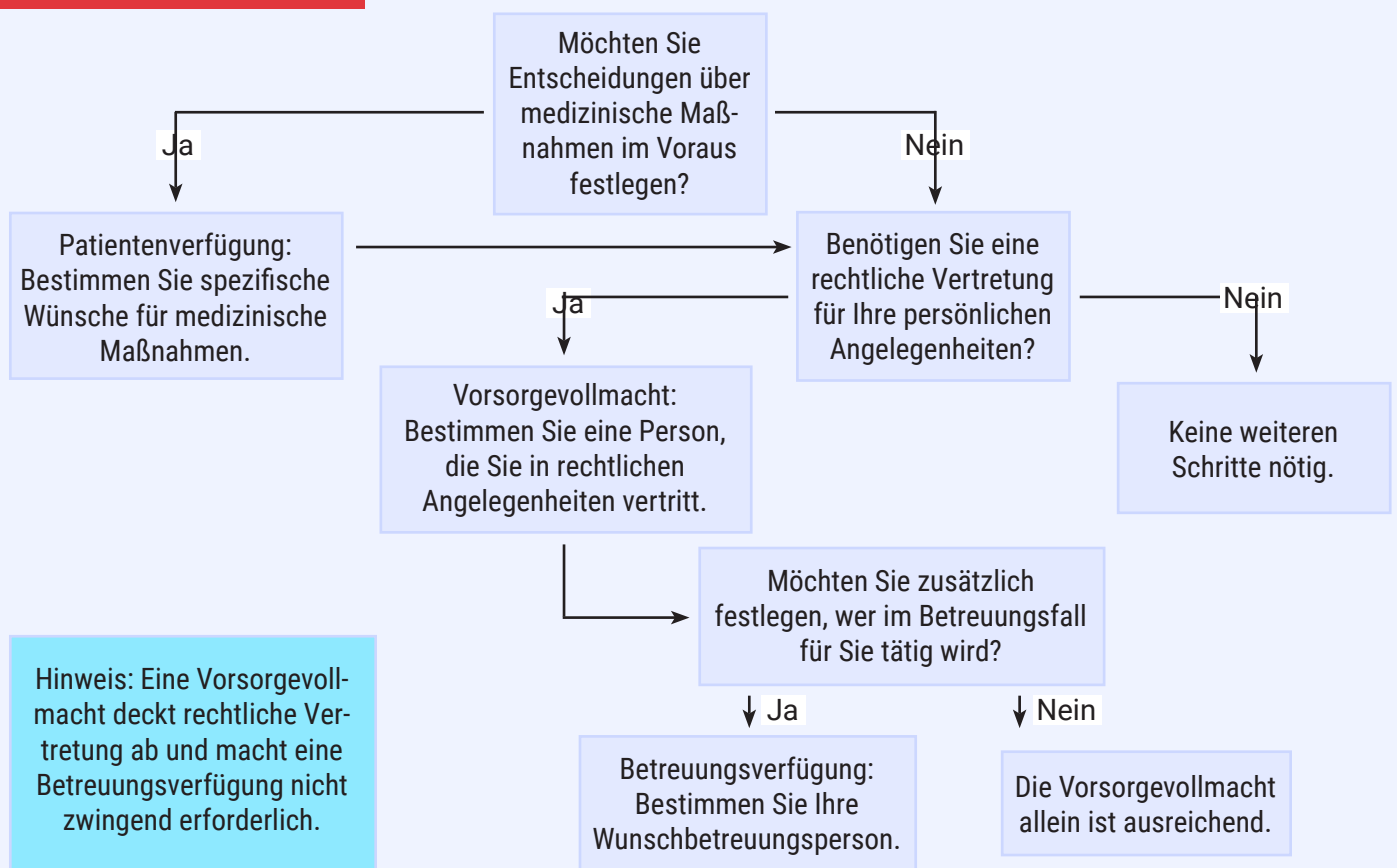 Möchten Sie
Entscheidungen über
medizinische Maß-
nahmen im Voraus
festlegen?
Ja
Nein
Patientenverfügung:
Bestimmen Sie spezifische
Wünsche für medizinische
Maßnahmen.
Benötigen Sie eine
rechtliche Vertretung
für Ihre persönlichen
Angelegenheiten?
Ja
Nein
Vorsorgevollmacht:
Bestimmen Sie eine Person,
die Sie in rechtlichen
Angelegenheiten vertritt.
Keine weiteren
Schritte nötig.
Möchten Sie zusätzlich
festlegen, wer im Betreuungsfall
für Sie tätig wird?
Hinweis: Eine Vorsorgevoll-
macht deckt rechtliche Ver-
tretung ab und macht eine
Betreuungsverfügung nicht
zwingend erforderlich.
Ja
Nein
Betreuungsverfügung:
Bestimmen Sie Ihre
Wunschbetreuungsperson.
Die Vorsorgevollmacht
allein ist ausreichend.